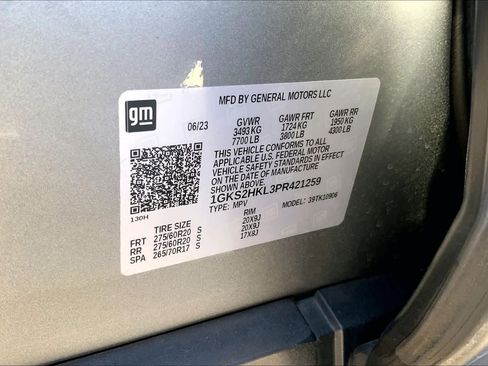 gm
MFD BY GENERAL MOTORS LLC
06/23 GVWR GAWR FRT GAWR RR
3493 KG 1724 KG 1950 KG
7700 LB 3800 LB 4300 LB
THIS VEHICLE CONFORMS TO ALL
APPLICABLE U.S. FEDERAL MOTOR
VEHICLE SAFETY STANDARDS IN
EFFECT ON THE DATE OF MANUFACTURE
SHOWN ABOVE
1GKS2HKL3PR421259
TYPE: MPV MODEL: 39TK10906
130H
TIRE SIZE RIM
FRT 275/60R20 S 20X9J
RR 275/60R20 S 20X9J
SPA 265/70R17 S 17X8J